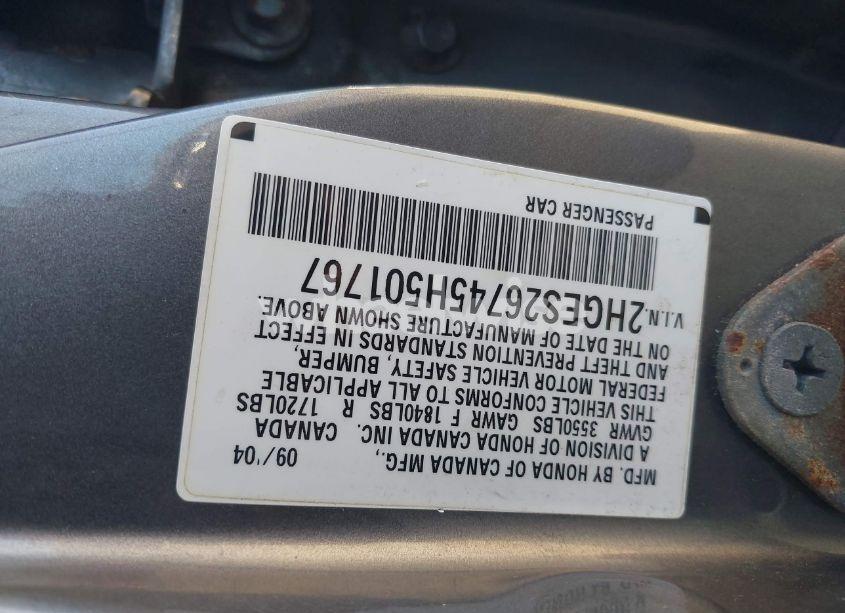 MFD. BY HONDA OF CANADA MFG., 09/'04
A DIVISION OF HONDA CANADA INC. CANADA
GVWR 3550LBS GAWR F 1840LBS R 1720LBS
THIS VEHICLE CONFORMS TO ALL APPLICABLE
FEDERAL MOTOR VEHICLE SAFETY, BUMPER,
AND THEFT PREVENTION STANDARDS IN EFFECT
ON THE DATE OF MANUFACTURE SHOWN ABOVE.
V.I.N. 2HGES26745H501767
PASSENGER CAR